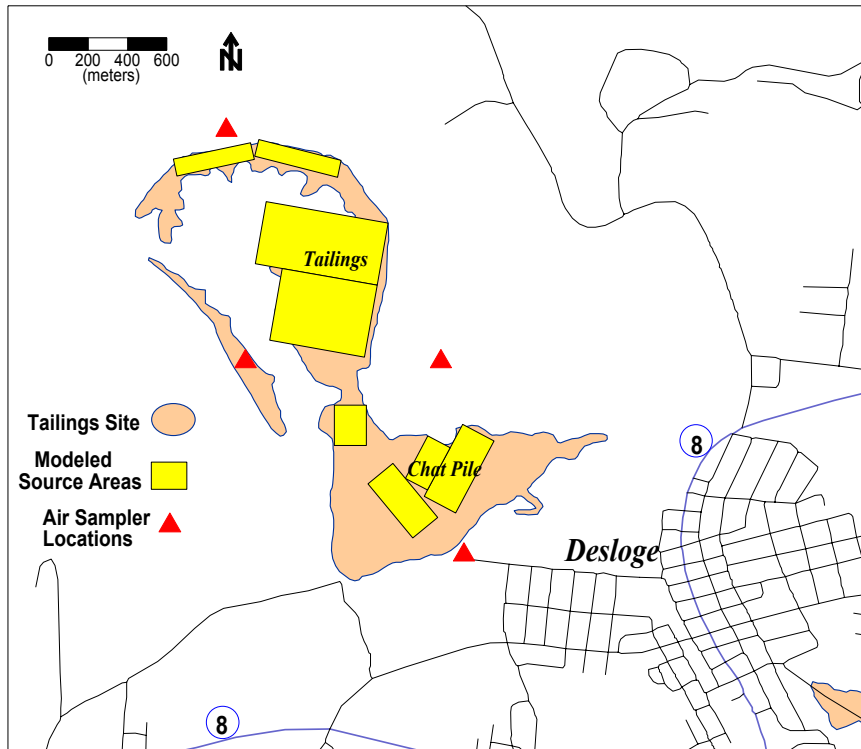 N
0 200 400 600
(meters)
Tailings
Tailings Site
Modeled
Source Areas
Air Sampler
Locations
Chat Pile
8
Desloge
8